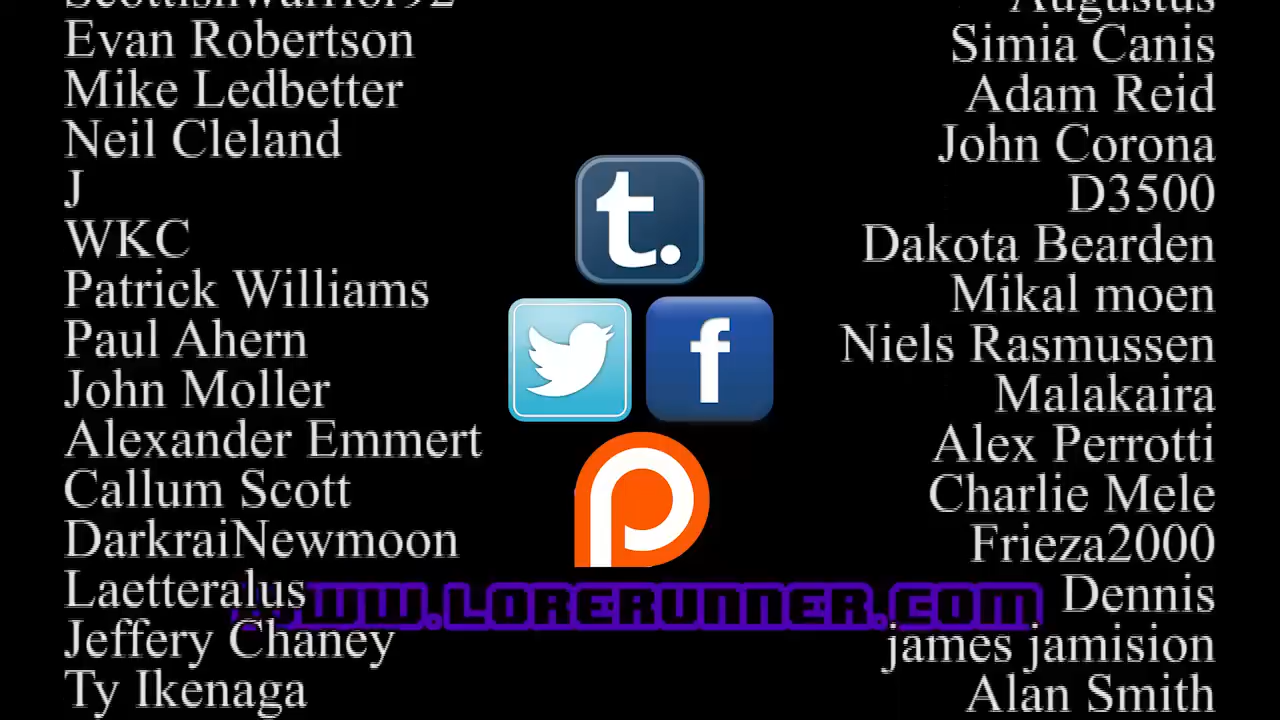 Scottishwarrior92
Evan Robertson
Mike Ledbetter
Neil Cleland
J
WKC
Patrick Williams
Paul Ahern
John Moller
Alexander Emmert
Callum Scott
DarkraiNewmoon
Laetteralus
Jeffery Chaney
Ty Ikenaga
t.
f
WWW.LORERUNNER.COM
Augustus
Simia Canis
Adam Reid
John Corona
D3500
Dakota Bearden
Mikal moen
Niels Rasmussen
Malakaira
Alex Perrotti
Charlie Mele
Frieza2000
Dennis
james jamision
Alan Smith